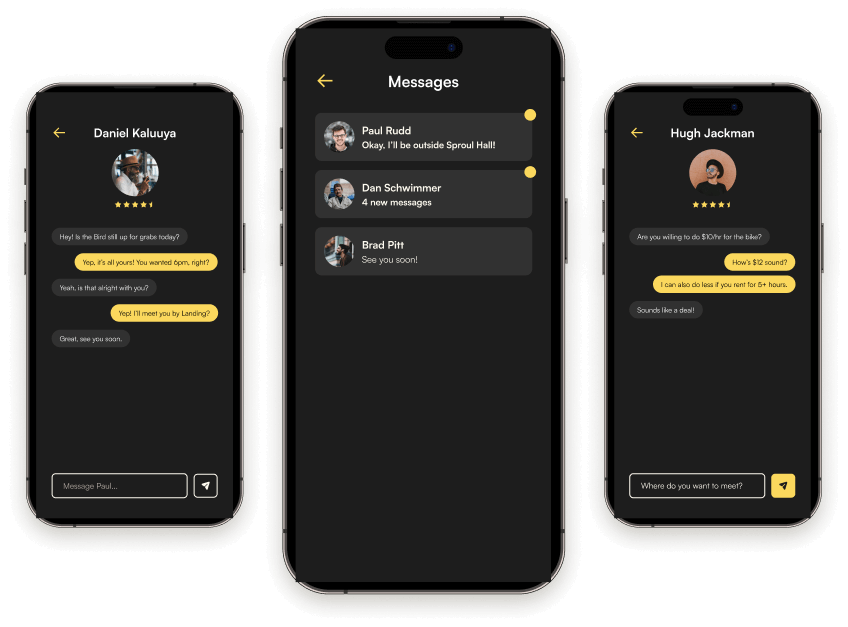 Daniel Kaluuya
Hey! Is the Bird still up for grabs today?
Yep, it's all yours! You wanted 6pm, right?
Yeah, is that alright with you?
Yep! I'll meet you by Landing?
Great, see you soon.
Message Paul...
Messages
Paul Rudd
Okay, I'll be outside Sproul Hall!
Dan Schwimmer
4 new messages
Brad Pitt
See you soon!
Hugh Jackman
Are you willing to do $10/hr for the bike?
How's $12 sound?
I can also do less if you rent for 5+ hours.
Sounds like a deal!
Where do you want to meet?